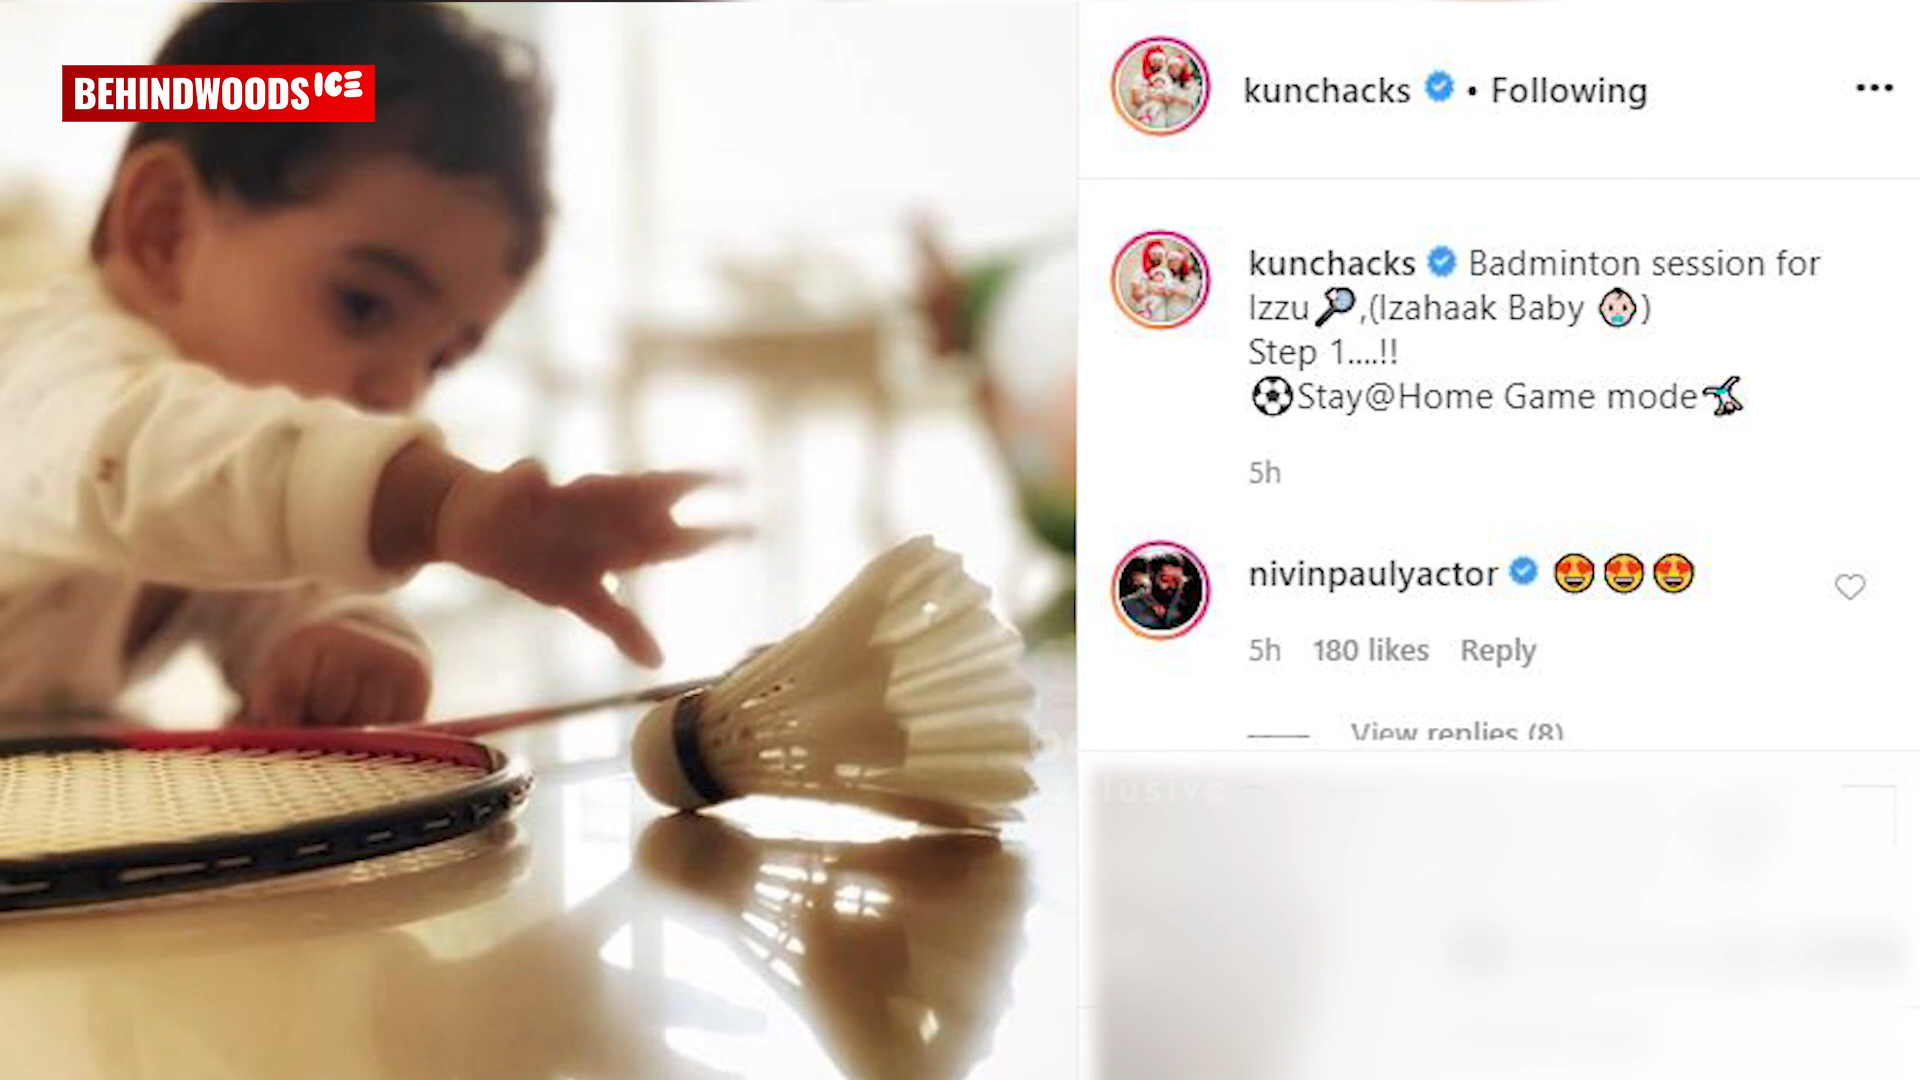 BEHINDWOODS ICE
kunchacks • Following
kunchacks Badminton session for
Izzu🎾,(Izahaak Baby 👶)
Step 1....!!
⚽Stay@Home Game mode🤸
5h
nivinpaulyactor 😍😍😍
5h 180 likes Reply
View replies (8)